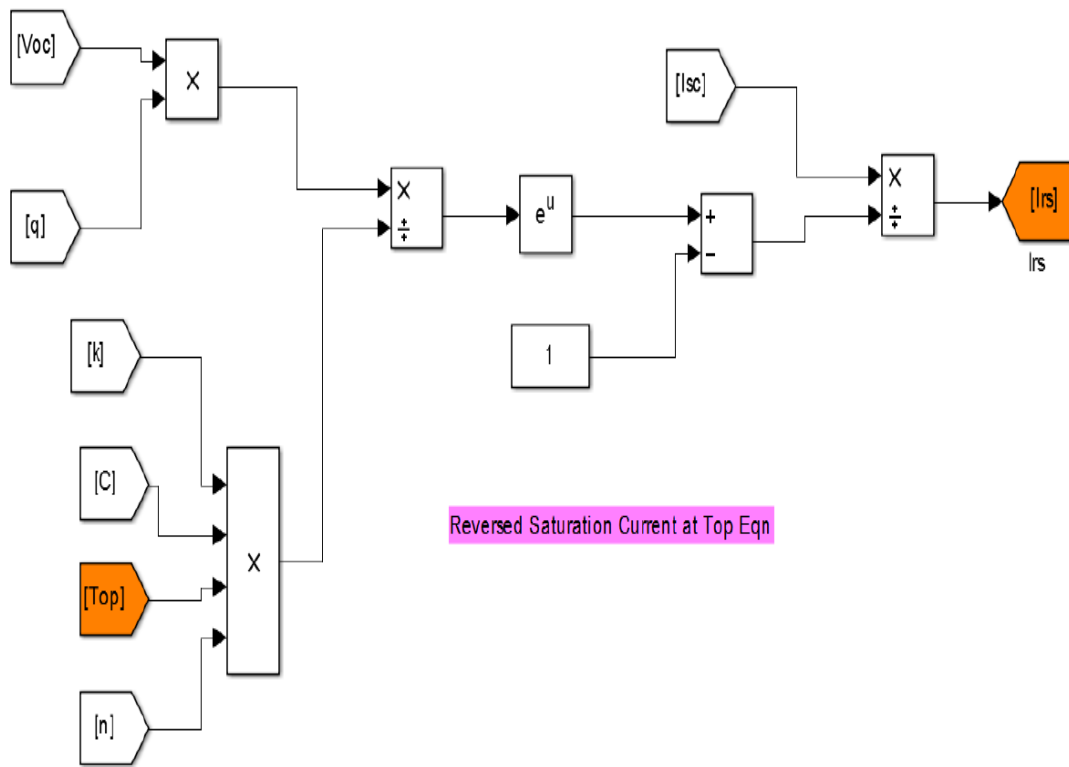 [Voc]
×
[q]
[Isc]
×
÷
e^u
+
−
×
÷
[Irs]
Irs
[k]
1
[C]
×
[Top]
[n]
Reversed Saturation Current at Top Eqn